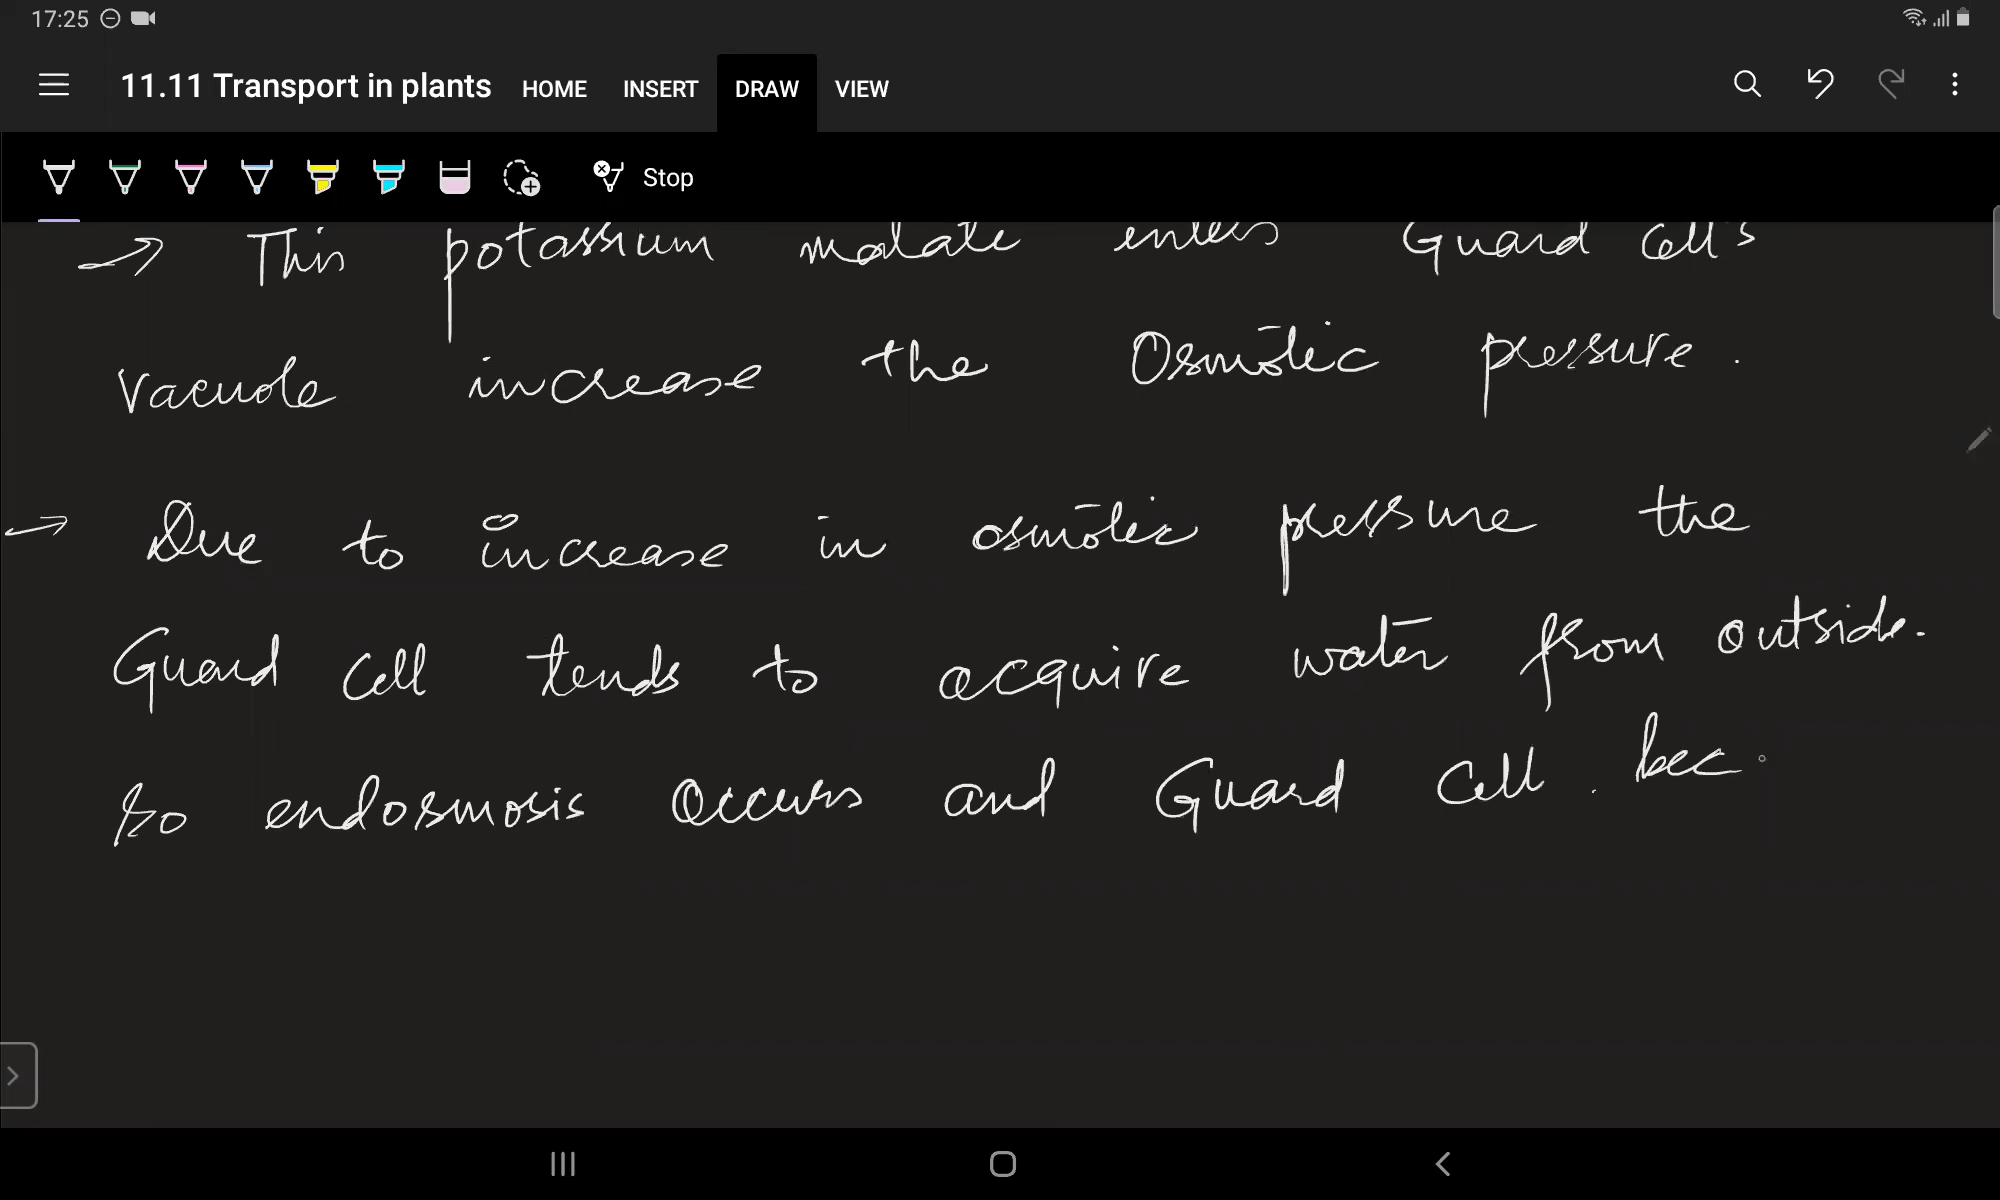 17:25
11.11 Transport in plants HOME INSERT DRAW VIEW
Stop
→ This potassium malate enters Guard cell's
vacuole increase the Osmotic pressure.
→ Due to increase in osmotic pressure the
Guard cell tends to acquire water from outside.
so endosmosis occurs and Guard cell. bec